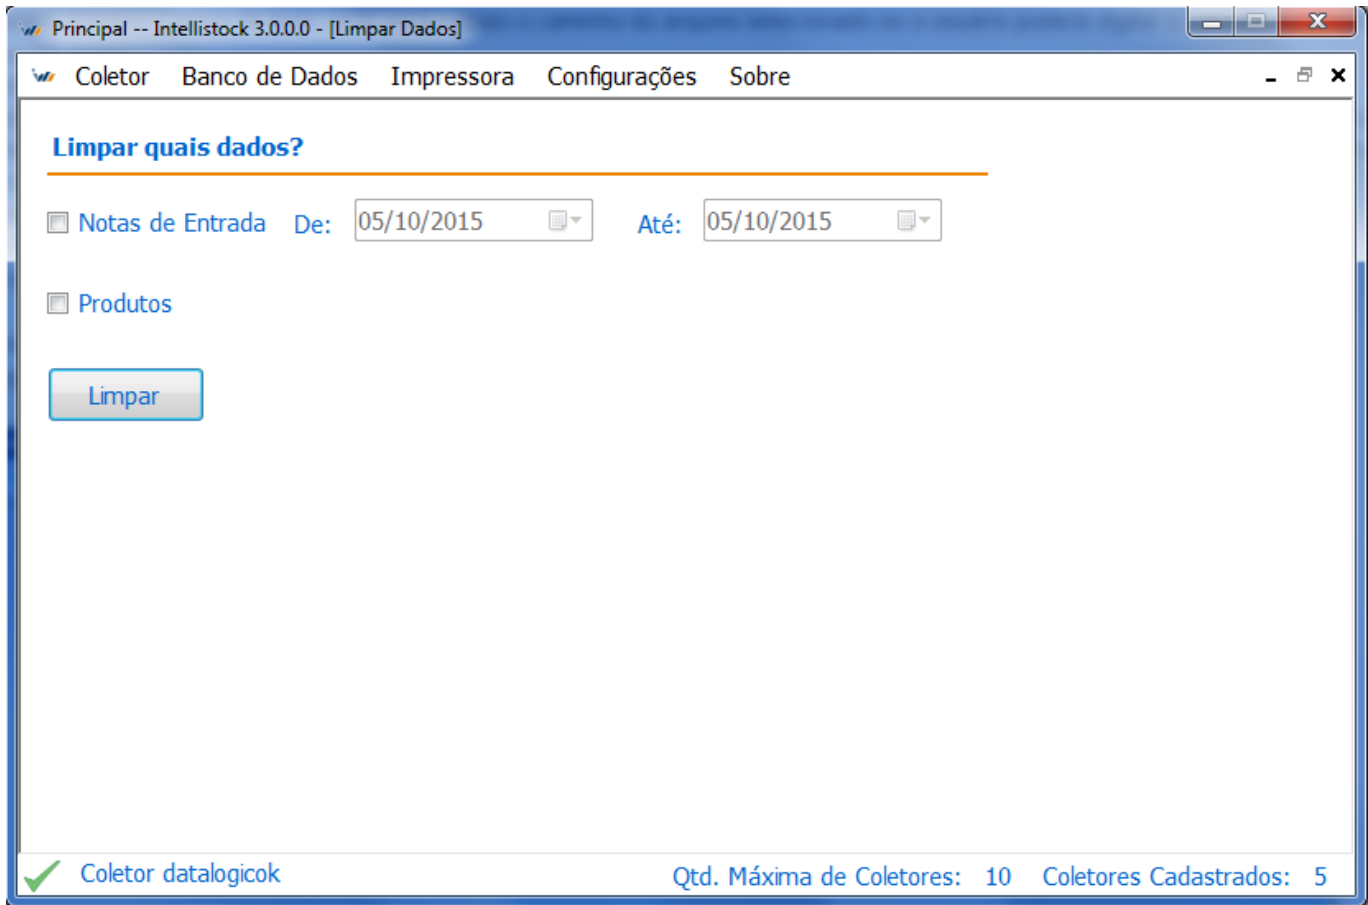 Principal -- Intellistock 3.0.0.0 - [Limpar Dados]
Coletor Banco de Dados Impressora Configurações Sobre
Limpar quais dados?
Notas de Entrada De: 05/10/2015 Até: 05/10/2015
Produtos
Limpar
Coletor datalogicok Qtd. Máxima de Coletores: 10 Coletores Cadastrados: 5